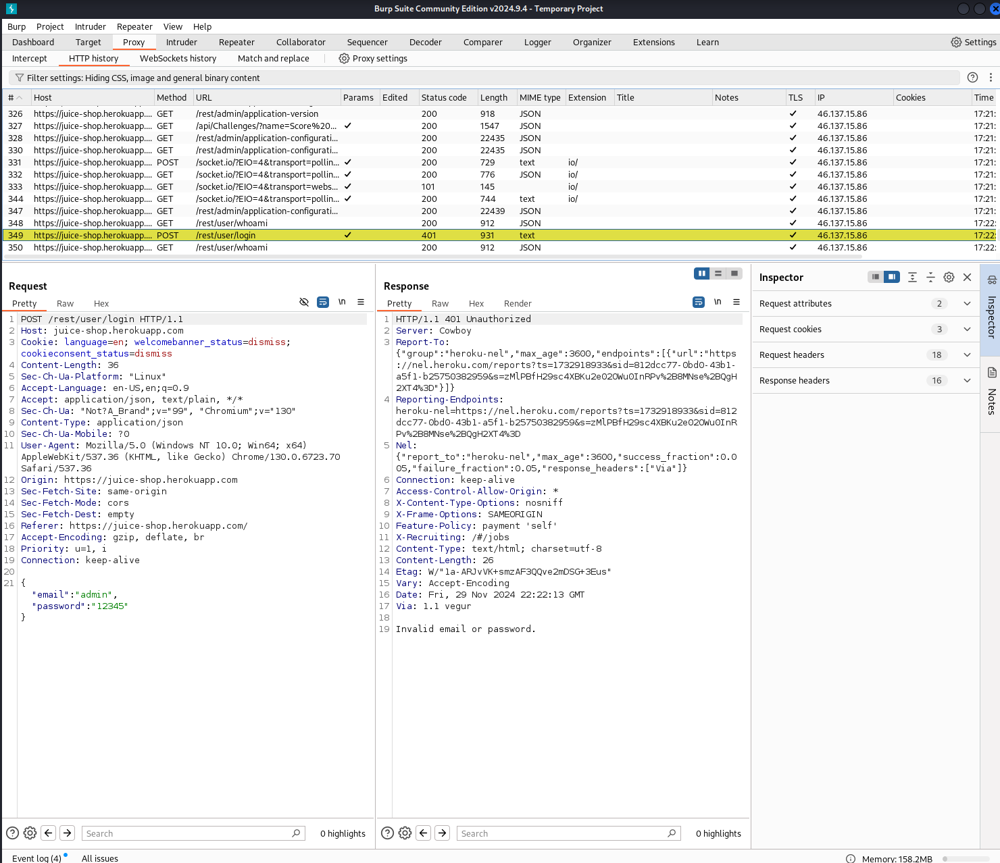 Burp Suite Community Edition v2024.9.4 - Temporary Project
Burp Project Intruder Repeater View Help
Dashboard Target Proxy Intruder Repeater Collaborator Sequencer Decoder Comparer Logger Organizer Extensions Learn Settings
Intercept HTTP history WebSockets history Match and replace Proxy settings
Filter settings: Hiding CSS, image and general binary content
# Host Method URL Params Edited Status code Length MIME type Extension Title Notes TLS IP Cookies Time
326 https://juice-shop.herokuapp.... GET /rest/admin/application-version 200 918 JSON ✓ 46.137.15.86 17:21:
327 https://juice-shop.herokuapp.... GET /api/Challenges/?name=Score%20... ✓ 200 1547 JSON ✓ 46.137.15.86 17:21:
328 https://juice-shop.herokuapp.... GET /rest/admin/application-configurati... 200 22435 JSON ✓ 46.137.15.86 17:21:
330 https://juice-shop.herokuapp.... GET /rest/admin/application-configurati... 200 22435 JSON ✓ 46.137.15.86 17:21:
331 https://juice-shop.herokuapp.... POST /socket.io/?EIO=4&transport=pollin... ✓ 200 729 text io/ ✓ 46.137.15.86 17:21:
332 https://juice-shop.herokuapp.... GET /socket.io/?EIO=4&transport=pollin... ✓ 200 776 JSON io/ ✓ 46.137.15.86 17:21:
333 https://juice-shop.herokuapp.... GET /socket.io/?EIO=4&transport=webs... ✓ 101 145 io/ ✓ 46.137.15.86 17:21:
344 https://juice-shop.herokuapp.... GET /socket.io/?EIO=4&transport=pollin... ✓ 200 744 text io/ ✓ 46.137.15.86 17:21:
347 https://juice-shop.herokuapp.... GET /rest/admin/application-configurati... 200 22439 JSON ✓ 46.137.15.86 17:21:
348 https://juice-shop.herokuapp.... GET /rest/user/whoami 200 912 JSON ✓ 46.137.15.86 17:22:
349 https://juice-shop.herokuapp.... POST /rest/user/login ✓ 401 931 text ✓ 46.137.15.86 17:22:
350 https://juice-shop.herokuapp.... GET /rest/user/whoami 200 912 JSON ✓ 46.137.15.86 17:22:
Request
Pretty Raw Hex \n
1 POST /rest/user/login HTTP/1.1
2 Host: juice-shop.herokuapp.com
3 Cookie: language=en; welcomebanner_status=dismiss;
cookieconsent_status=dismiss
4 Content-Length: 36
5 Sec-Ch-Ua-Platform: "Linux"
6 Accept-Language: en-US,en;q=0.9
7 Accept: application/json, text/plain, */*
8 Sec-Ch-Ua: "Not?A_Brand";v="99", "Chromium";v="130"
9 Content-Type: application/json
10 Sec-Ch-Ua-Mobile: ?0
11 User-Agent: Mozilla/5.0 (Windows NT 10.0; Win64; x64)
AppleWebKit/537.36 (KHTML, like Gecko) Chrome/130.0.6723.70
Safari/537.36
12 Origin: https://juice-shop.herokuapp.com
13 Sec-Fetch-Site: same-origin
14 Sec-Fetch-Mode: cors
15 Sec-Fetch-Dest: empty
16 Referer: https://juice-shop.herokuapp.com/
17 Accept-Encoding: gzip, deflate, br
18 Priority: u=1, i
19 Connection: keep-alive
20
21 {
"email":"admin",
"password":"12345"
}
Search 0 highlights
Response
Pretty Raw Hex Render \n
1 HTTP/1.1 401 Unauthorized
2 Server: Cowboy
3 Report-To:
{"group":"heroku-nel","max_age":3600,"endpoints":[{"url":"https
://nel.heroku.com/reports?ts=1732918933&sid=812dcc77-0bd0-43b1-
a5f1-b25750382959&s=zMlPBfH29sc4XBKu2e02OWu0InRPv%2B8MNse%2BQgH
2XT4%3D"}]}
4 Reporting-Endpoints:
heroku-nel=https://nel.heroku.com/reports?ts=1732918933&sid=812
dcc77-0bd0-43b1-a5f1-b25750382959&s=zMlPBfH29sc4XBKu2e02OWu0InR
Pv%2B8MNse%2BQgH2XT4%3D
5 Nel:
{"report_to":"heroku-nel","max_age":3600,"success_fraction":0.0
05,"failure_fraction":0.05,"response_headers":["Via"]}
6 Connection: keep-alive
7 Access-Control-Allow-Origin: *
8 X-Content-Type-Options: nosniff
9 X-Frame-Options: SAMEORIGIN
10 Feature-Policy: payment 'self'
11 X-Recruiting: /#/jobs
12 Content-Type: text/html; charset=utf-8
13 Content-Length: 26
14 Etag: W/"1a-ARJvVK+smzAF3QQve2mDSG+3Eus"
15 Vary: Accept-Encoding
16 Date: Fri, 29 Nov 2024 22:22:13 GMT
17 Via: 1.1 vegur
18
19 Invalid email or password.
Search 0 highlights
Inspector
Request attributes 2
Request cookies 3
Request headers 18
Response headers 16
Inspector
Notes
Event log (4) All issues Memory: 158.2MB